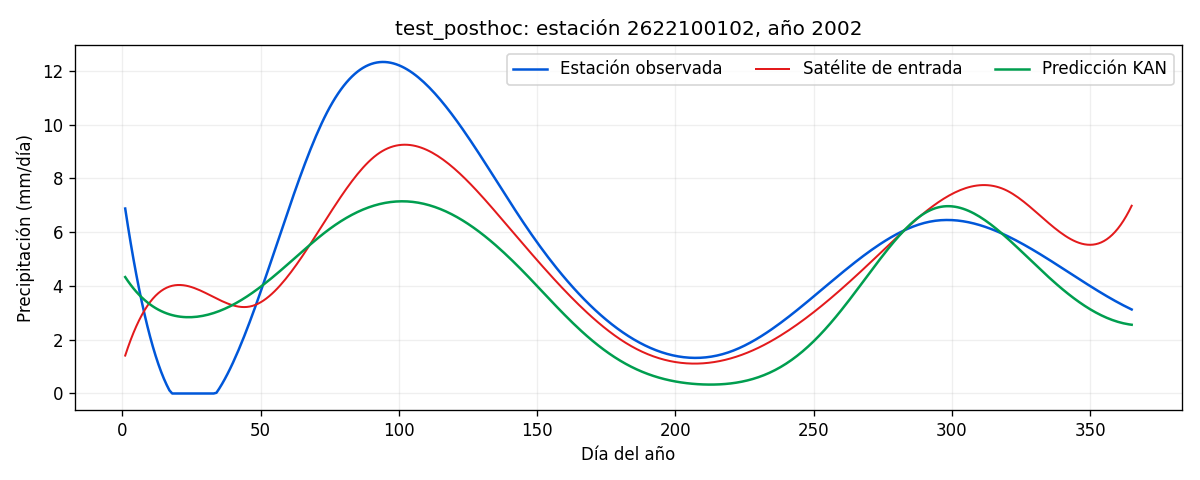 test_posthoc: estación 2622100102, año 2002
Estación observada
Satélite de entrada
Predicción KAN
Precipitación (mm/día)
12
10
8
6
4
2
0
0
50
100
150
200
250
300
350
Día del año